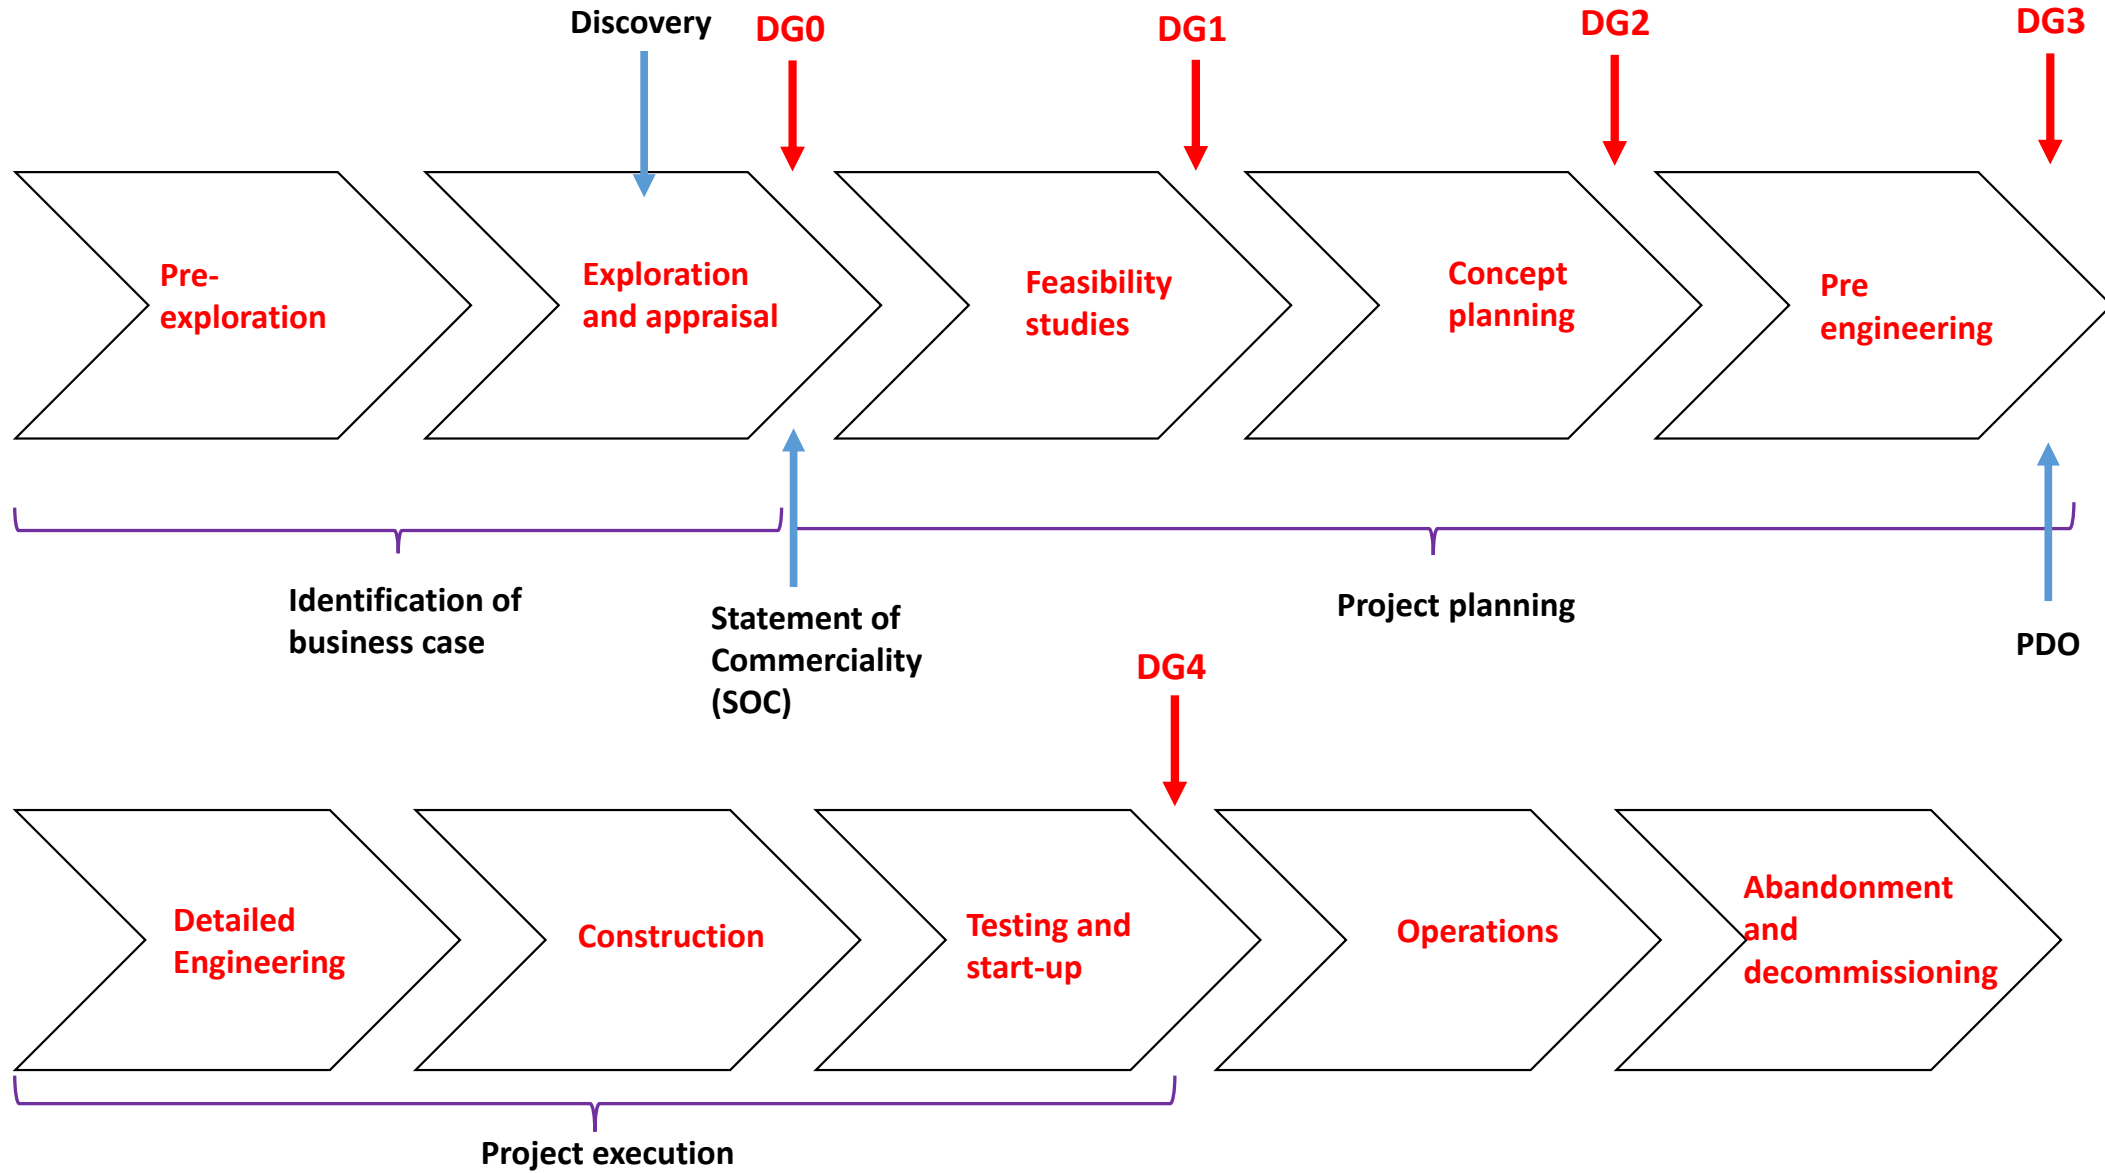 Discovery
DG0
DG1
DG2
DG3
Pre-
exploration
Exploration
and appraisal
Feasibility
studies
Concept
planning
Pre
engineering
Identification of
business case
Statement of
Commerciality
(SOC)
Project planning
PDO
DG4
Detailed
Engineering
Construction
Testing and
start-up
Operations
Abandonment
and
decommissioning
Project execution